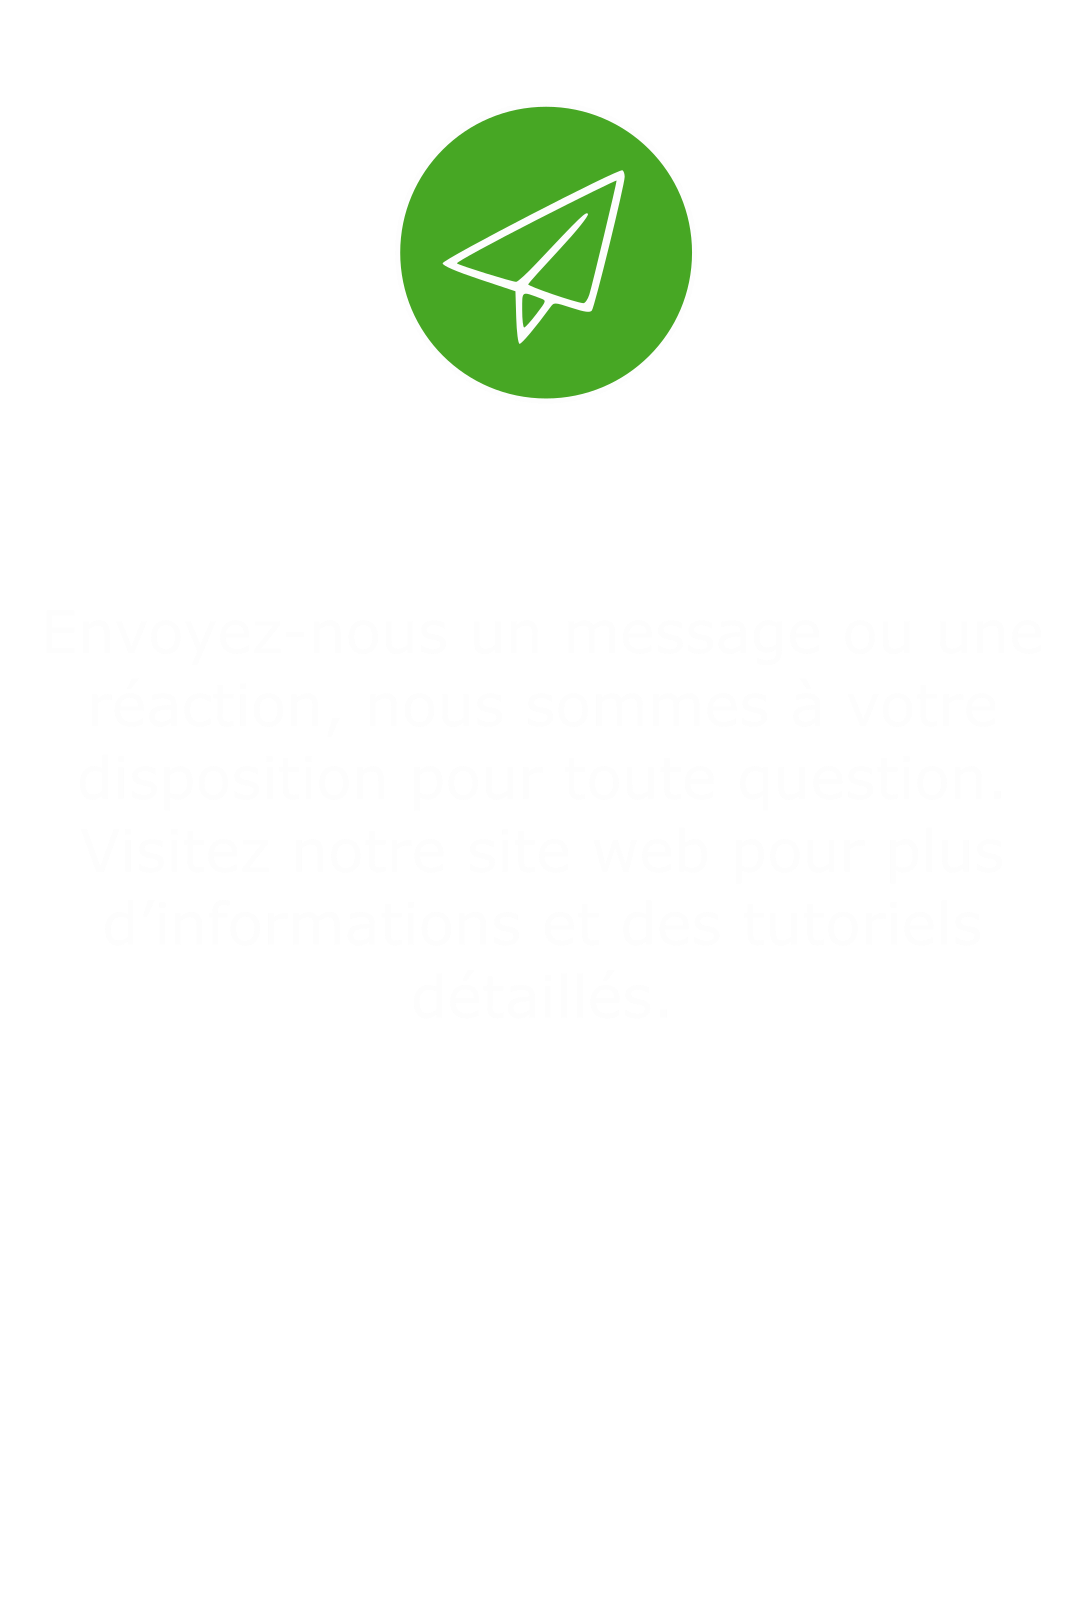 Envoyez-nous un message ou une
réaction, nous sommes à votre
disposition pour toute question.
Visitez notre site web pour plus
d'informations et des tutoriels
détaillés.